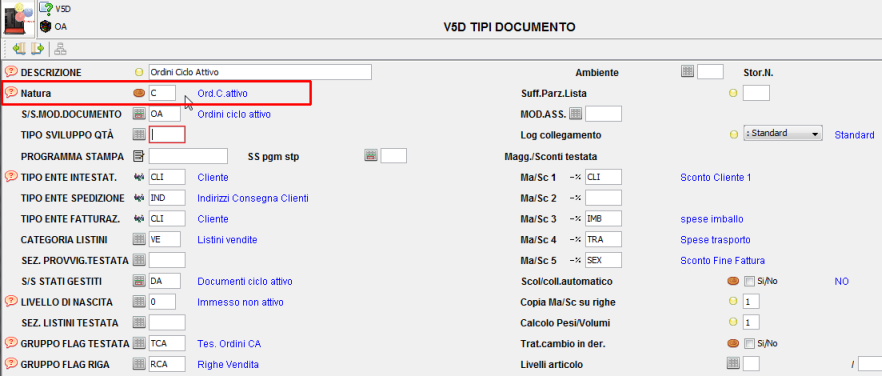 V5D
OA
V5D TIPI DOCUMENTO
DESCRIZIONE Ordini Ciclo Attivo Ambiente Stor.N.
Natura C Ord.C.attivo Suff.Parz.Lista
S/S.MOD.DOCUMENTO OA Ordini ciclo attivo MOD.ASS.
TIPO SVILUPPO QTÀ Log collegamento : Standard Standard
PROGRAMMA STAMPA SS pgm stp Magg./Sconti testata
TIPO ENTE INTESTAT. CLI Cliente Ma/Sc 1 CLI Sconto Cliente 1
TIPO ENTE SPEDIZIONE IND Indirizzi Consegna Clienti Ma/Sc 2
TIPO ENTE FATTURAZ. CLI Cliente Ma/Sc 3 IMB spese imballo
CATEGORIA LISTINI VE Listini vendite Ma/Sc 4 TRA Spese trasporto
SEZ. PROVVIG.TESTATA Ma/Sc 5 SEX Sconto Fine Fattura
S/S STATI GESTITI DA Documenti ciclo attivo Scol/coll.automatico Si/No NO
LIVELLO DI NASCITA 0 Immesso non attivo Copia Ma/Sc su righe 1
SEZ. LISTINI TESTATA Calcolo Pesi/Volumi 1
GRUPPO FLAG TESTATA TCA Tes. Ordini CA Trat.cambio in der. Si/No
GRUPPO FLAG RIGA RCA Righe Vendita Livelli articolo /